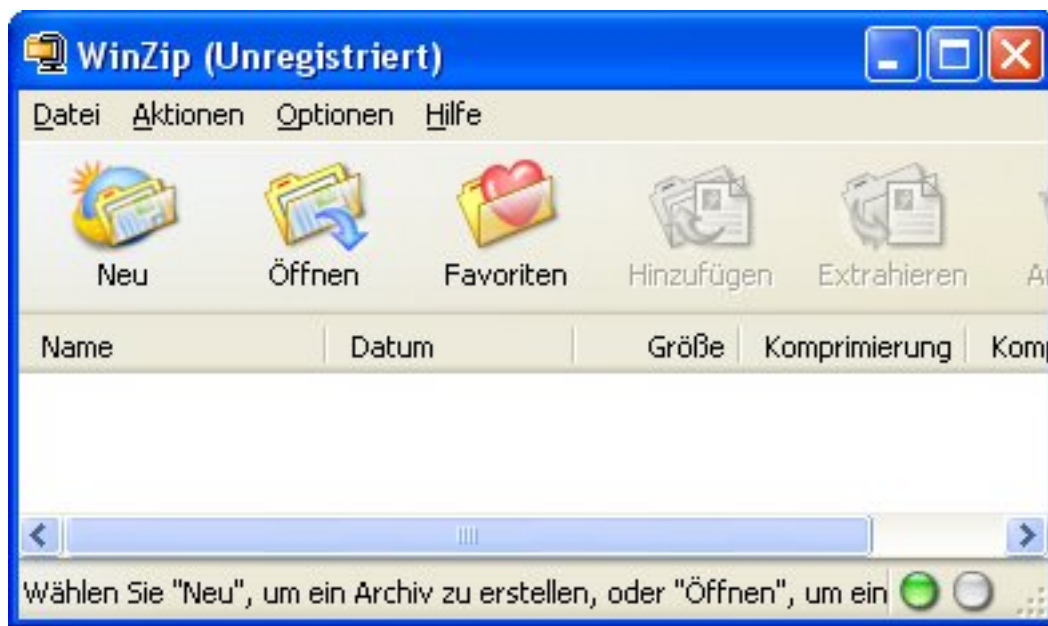 WinZip (Unregistriert)
Datei Aktionen Optionen Hilfe
Neu Öffnen Favoriten Hinzufügen Extrahieren
Name Datum Größe Komprimierung Komp
Wählen Sie "Neu", um ein Archiv zu erstellen, oder "Öffnen", um ein